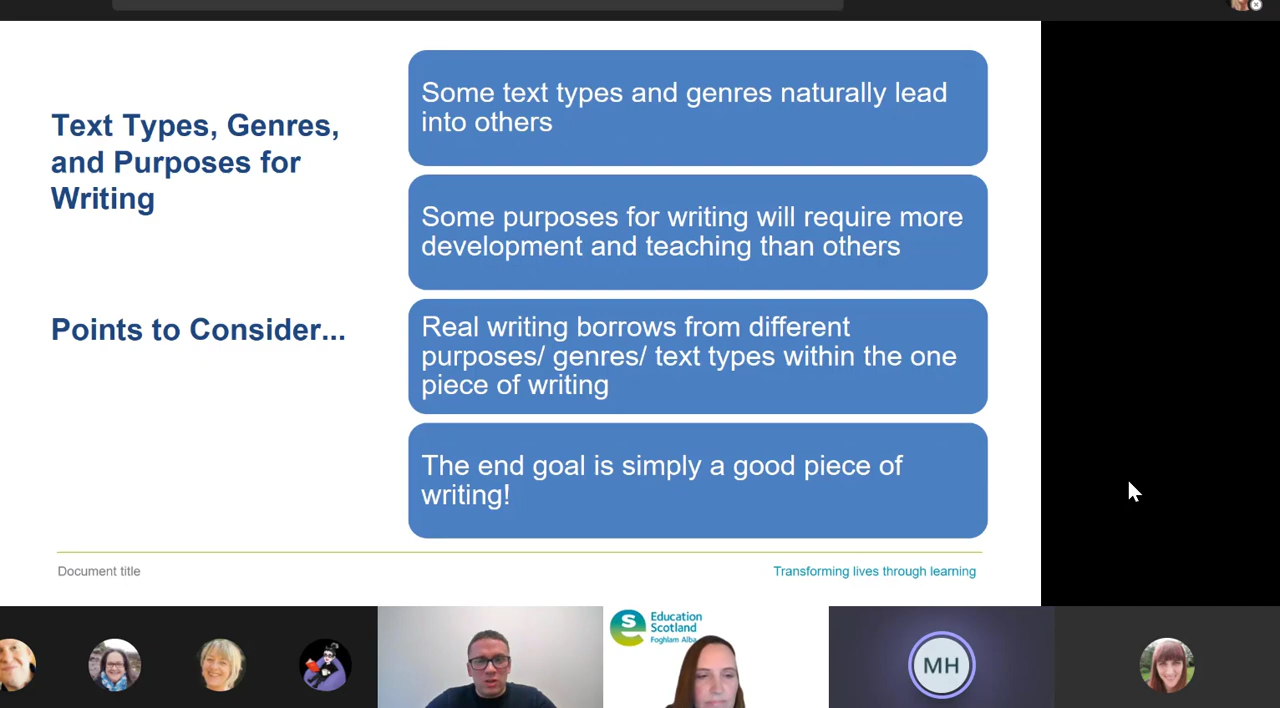 Text Types, Genres,
and Purposes for
Writing
Points to Consider...
Some text types and genres naturally lead
into others
Some purposes for writing will require more
development and teaching than others
Real writing borrows from different
purposes/ genres/ text types within the one
piece of writing
The end goal is simply a good piece of
writing!
Document title
Transforming lives through learning
Education
Scotland
Foghlam Alba
MH